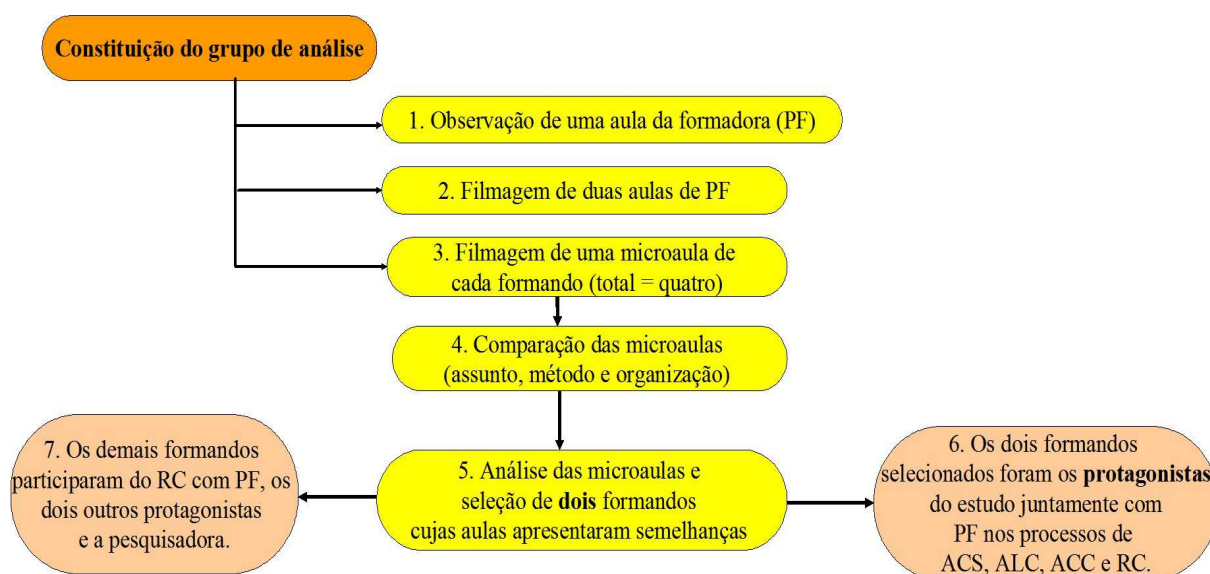 Constituição do grupo de análise
1. Observação de uma aula da formadora (PF)
2. Filmagem de duas aulas de PF
3. Filmagem de uma microaula de
cada formando (total = quatro)
4. Comparação das microaulas
(assunto, método e organização)
5. Análise das microaulas e
seleção de dois formandos
cujas aulas apresentaram semelhanças
6. Os dois formandos
selecionados foram os protagonistas
do estudo juntamente com
PF nos processos de
ACS, ALC, ACC e RC.
7. Os demais formandos
participaram do RC com PF, os
dois outros protagonistas
e a pesquisadora.